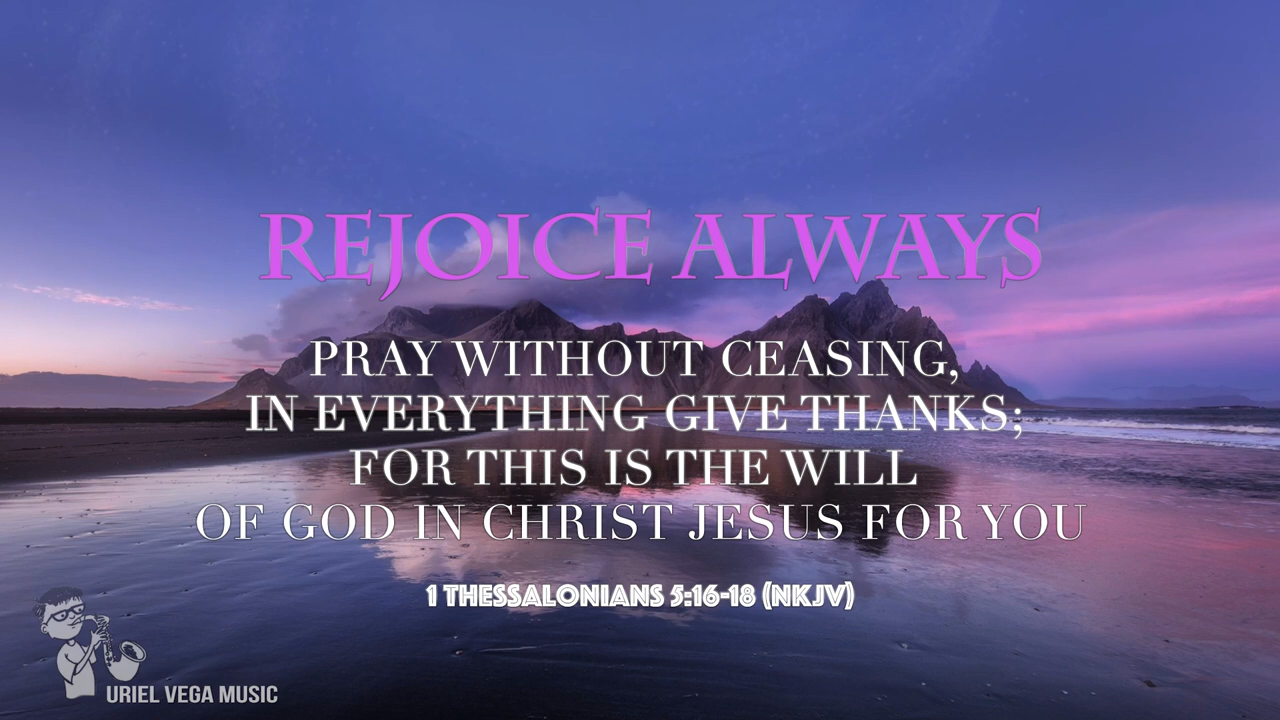 REJOICE ALWAYS
PRAY WITHOUT CEASING,
IN EVERYTHING GIVE THANKS;
FOR THIS IS THE WILL
OF GOD IN CHRIST JESUS FOR YOU
1 THESSALONIANS 5:16-18 (NKJV)
URIEL VEGA MUSIC